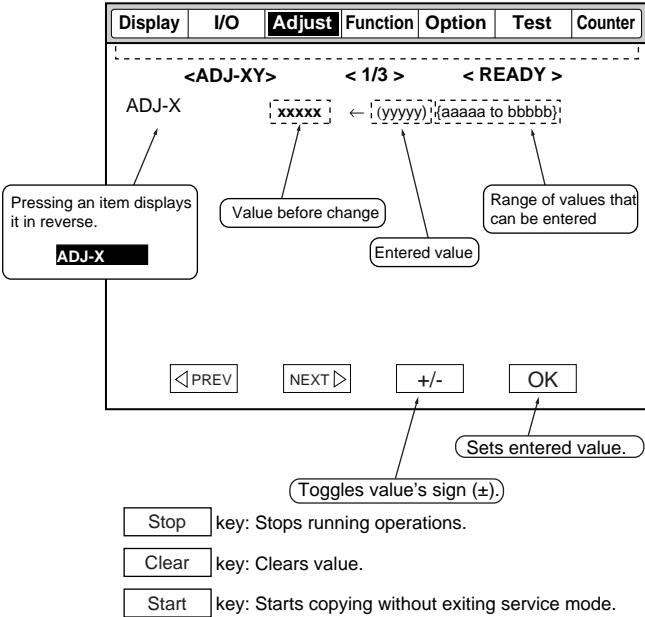 Display I/O Adjust Function Option Test Counter
<ADJ-XY> < 1/3 > < READY >
ADJ-X xxxxx ← (yyyyy) {aaaaa to bbbbb}
Pressing an item displays
it in reverse.
ADJ-X
Value before change
Entered value
Range of values that
can be entered
PREV NEXT +/- OK
Sets entered value.
Toggles value's sign (±).
Stop key: Stops running operations.
Clear key: Clears value.
Start key: Starts copying without exiting service mode.